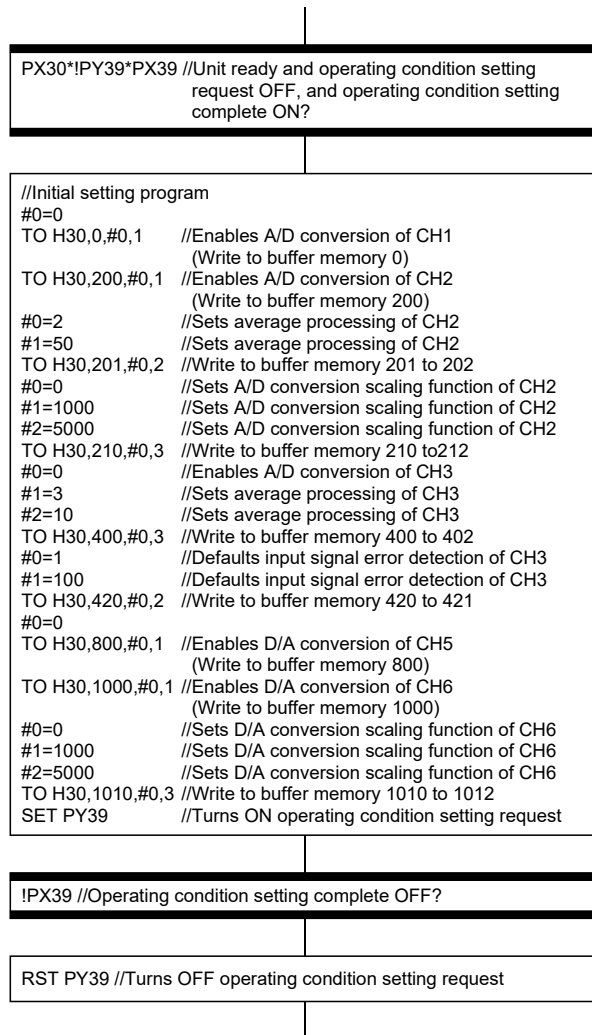 PX30*!PY39*PX39 //Unit ready and operating condition setting
request OFF, and operating condition setting
complete ON?
//Initial setting program
#0=0
TO H30,0,#0,1 //Enables A/D conversion of CH1
(Write to buffer memory 0)
TO H30,200,#0,1 //Enables A/D conversion of CH2
(Write to buffer memory 200)
#0=2 //Sets average processing of CH2
#1=50 //Sets average processing of CH2
TO H30,201,#0,2 //Write to buffer memory 201 to 202
#0=0 //Sets A/D conversion scaling function of CH2
#1=1000 //Sets A/D conversion scaling function of CH2
#2=5000 //Sets A/D conversion scaling function of CH2
TO H30,210,#0,3 //Write to buffer memory 210 to212
#0=0 //Enables A/D conversion of CH3
#1=3 //Sets average processing of CH3
#2=10 //Sets average processing of CH3
TO H30,400,#0,3 //Write to buffer memory 400 to 402
#0=1 //Defaults input signal error detection of CH3
#1=100 //Defaults input signal error detection of CH3
TO H30,420,#0,2 //Write to buffer memory 420 to 421
#0=0
TO H30,800,#0,1 //Enables D/A conversion of CH5
(Write to buffer memory 800)
TO H30,1000,#0,1 //Enables D/A conversion of CH6
(Write to buffer memory 1000)
#0=0 //Sets D/A conversion scaling function of CH6
#1=1000 //Sets D/A conversion scaling function of CH6
#2=5000 //Sets D/A conversion scaling function of CH6
TO H30,1010,#0,3 //Write to buffer memory 1010 to 1012
SET PY39 //Turns ON operating condition setting request
!PX39 //Operating condition setting complete OFF?
RST PY39 //Turns OFF operating condition setting request